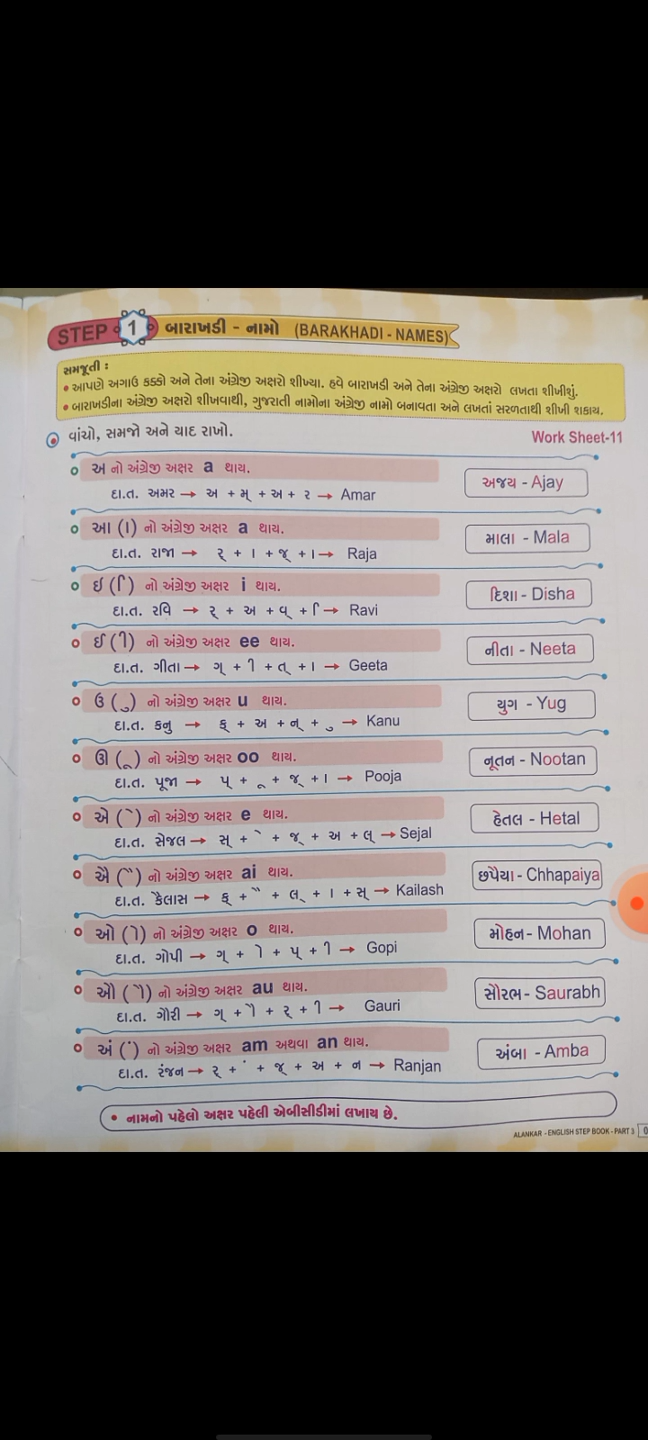 STEP 1 બારાખડી - નામો (BARAKHADI - NAMES)
સમજૂતી :
• આપણે અગાઉ કક્કો અને તેના અંગ્રેજી અક્ષરો શીખ્યા. હવે બારાખડી અને તેના અંગ્રેજી અક્ષરો લખતા શીખીશું.
• બારાખડીના અંગ્રેજી અક્ષરો શીખવાથી, ગુજરાતી નામોના અંગ્રેજી નામો બનાવતા અને લખતાં સરળતાથી શીખી શકાય.
વાંચો, સમજો અને યાદ રાખો.
Work Sheet-11
અ નો અંગ્રેજી અક્ષર a થાય.
દા.ત. અમર → અ + મ્ + અ + ર → Amar
અજય - Ajay
આ (ા) નો અંગ્રેજી અક્ષર a થાય.
દા.ત. રાજા → ર્ + ા + જ્ + ા → Raja
માલા - Mala
ઇ (િ) નો અંગ્રેજી અક્ષર i થાય.
દા.ત. રવિ → ર્ + અ + વ્ + િ → Ravi
દિશા - Disha
ઈ (ી) નો અંગ્રેજી અક્ષર ee થાય.
દા.ત. ગીતા → ગ્ + ી + ત્ + ા → Geeta
નીતા - Neeta
ઉ (ુ) નો અંગ્રેજી અક્ષર u થાય.
દા.ત. કનુ → ક્ + અ + ન્ + ુ → Kanu
યુગ - Yug
ઊ (ૂ) નો અંગ્રેજી અક્ષર oo થાય.
દા.ત. પૂજા → પ્ + ૂ + જ્ + ા → Pooja
નૂતન - Nootan
એ (ે) નો અંગ્રેજી અક્ષર e થાય.
દા.ત. સેજલ → સ્ + ે + જ્ + અ + લ્ → Sejal
હેતલ - Hetal
ઐ (ૈ) નો અંગ્રેજી અક્ષર ai થાય.
દા.ત. કૈલાસ → ક્ + ૈ + લ્ + ા + સ્ → Kailash
છપૈયા - Chhapaiya
ઓ (ો) નો અંગ્રેજી અક્ષર o થાય.
દા.ત. ગોપી → ગ્ + ો + પ્ + ી → Gopi
મોહન - Mohan
ઔ (ૌ) નો અંગ્રેજી અક્ષર au થાય.
દા.ત. ગૌરી → ગ્ + ૌ + ર્ + ી → Gauri
સૌરભ - Saurabh
અં (ં) નો અંગ્રેજી અક્ષર am અથવા an થાય.
દા.ત. રંજન → ર્ + ં + જ્ + અ + ન → Ranjan
અંબા - Amba
• નામનો પહેલો અક્ષર પહેલી એબીસીડીમાં લખાય છે.
ALANKAR - ENGLISH STEP BOOK - PART 3